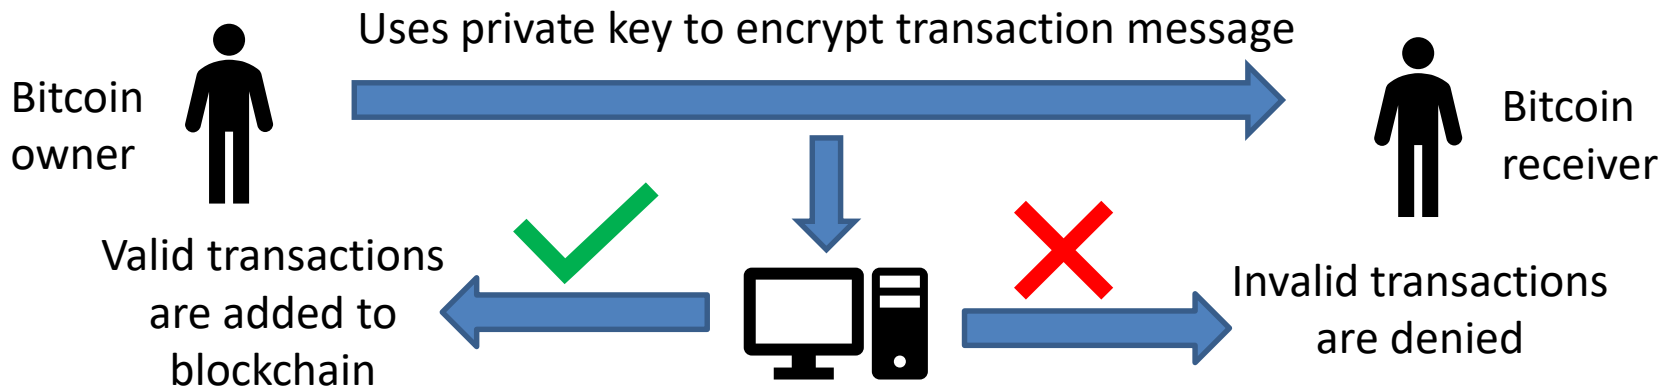 Uses private key to encrypt transaction message
Bitcoin
owner
Bitcoin
receiver
Valid transactions
are added to
blockchain
Invalid transactions
are denied